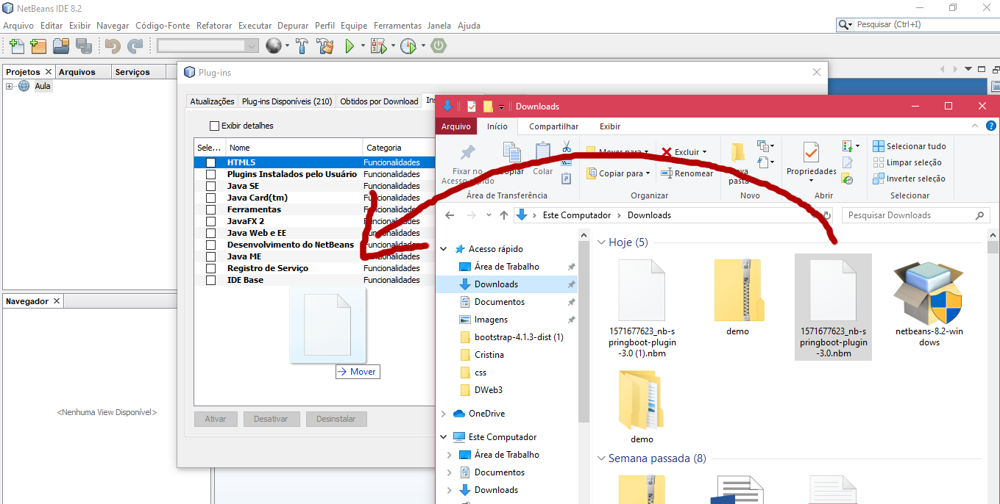 NetBeans IDE 8.2
Arquivo Editar Exibir Navegar Código-Fonte Refatorar Executar Depurar Perfil Equipe Ferramentas Janela Ajuda
Pesquisar (Ctrl+I)
Projetos
Arquivos
Serviços
Aula
Navegador
<Nenhuma View Disponível>
Plug-ins
Atualizações
Plug-ins Disponíveis (210)
Obtidos por Download
Exibir detalhes
Sele... Nome Categoria
HTML5 Funcionalidades
Plugins Instalados pelo Usuário Funcionalidades
Java SE Funcionalidades
Java Card(tm) Funcionalidades
Ferramentas Funcionalidades
JavaFX 2 Funcionalidades
Java Web e EE Funcionalidades
Desenvolvimento do NetBeans Funcionalidades
Java ME Funcionalidades
Registro de Serviço Funcionalidades
IDE Base Funcionalidades
Mover
Ativar
Desativar
Desinstalar
Downloads
Arquivo Início Compartilhar Exibir
Fixar no
Acesso rápido
Copiar
Colar
Área de Transferência
Mover para
Copiar para
Excluir
Renomear
Organizar
Nova
pasta
Novo
Propriedades
Abrir
Selecionar tudo
Limpar seleção
Inverter seleção
Selecionar
Este Computador
Downloads
Pesquisar Downloads
Acesso rápido
Área de Trabalho
Downloads
Documentos
Imagens
bootstrap-4.1.3-dist (1)
Cristina
css
DWeb3
OneDrive
Este Computador
Área de Trabalho
Documentos
Downloads
Hoje (5)
1571677623_nb-s
pringboot-plugin
-3.0 (1).nbm
demo
1571677623_nb-s
pringboot-plugin
-3.0.nbm
netbeans-8.2-win
dows
demo
Semana passada (8)